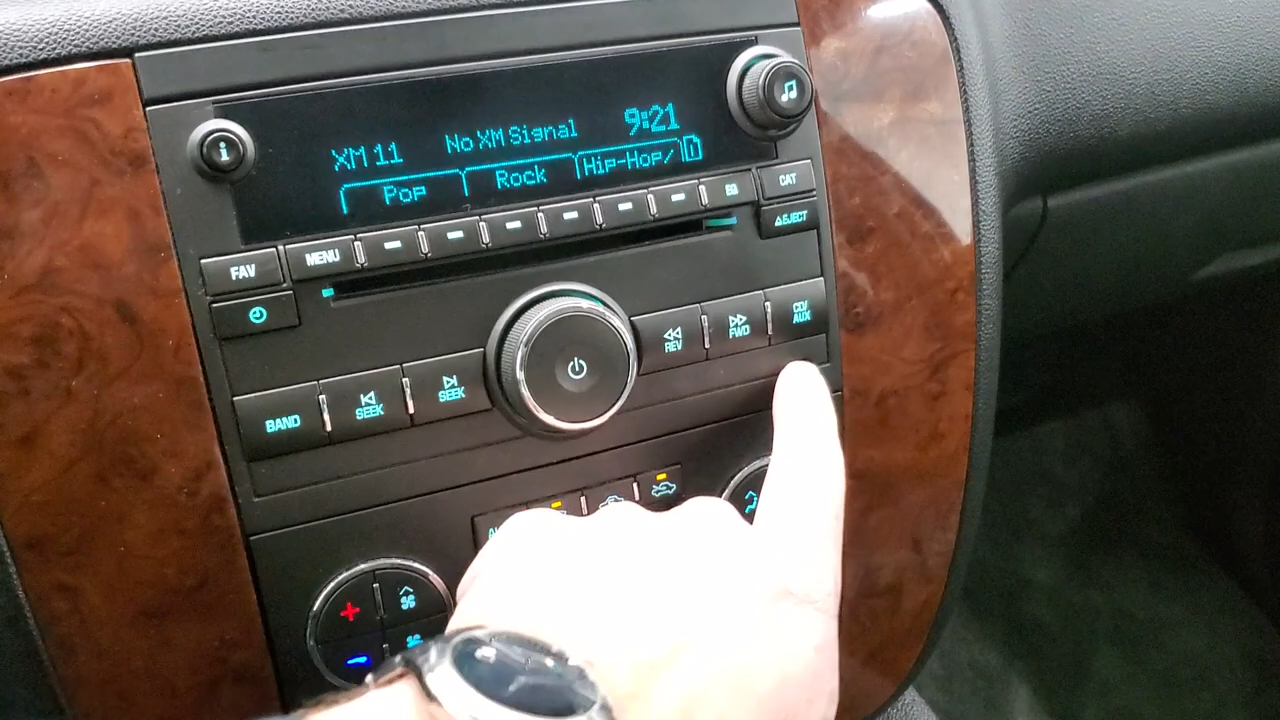 XM 11 No XM Signal 9:21
Pop Rock Hip-Hop/
FAV MENU EQ CAT
EJECT
REV FWD CD/
AUX
BAND SEEK SEEK